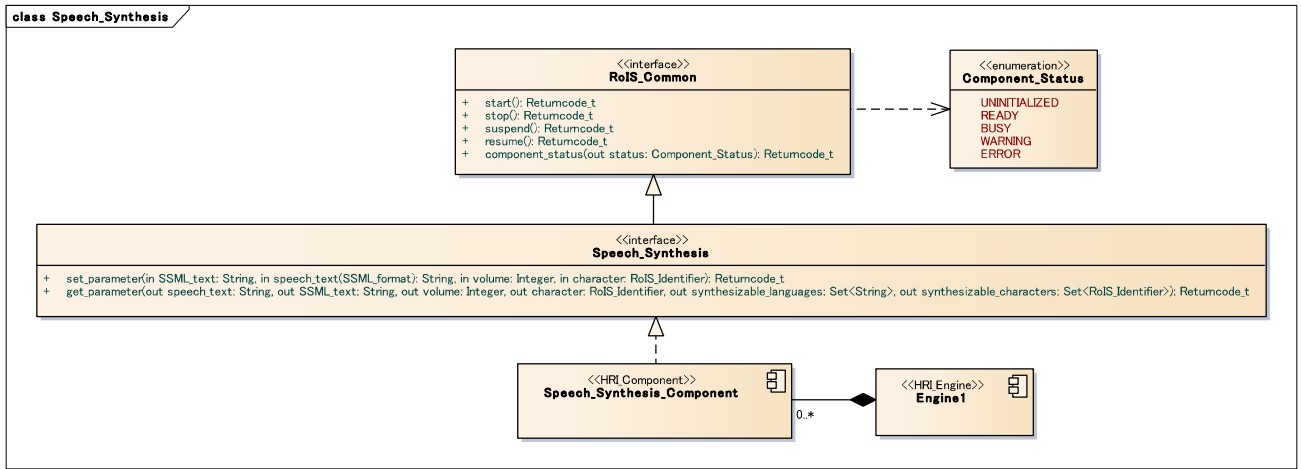 class Speech_Synthesis
<<interface>>
RoIS_Common
+ start(): Returncode_t
+ stop(): Returncode_t
+ suspend(): Returncode_t
+ resume(): Returncode_t
+ component_status(out status: Component_Status): Returncode_t
<<enumeration>>
Component_Status
UNINITIALIZED
READY
BUSY
WARNING
ERROR
<<interface>>
Speech_Synthesis
+ set_parameter(in SSML_text: String, in speech_text(SSML_format): String, in volume: Integer, in character: RoIS_Identifier): Returncode_t
+ get_parameter(out speech_text: String, out SSML_text: String, out volume: Integer, out character: RoIS_Identifier, out synthesizable_languages: Set<String>, out synthesizable_characters: Set<RoIS_Identifier>): Returncode_t
<<HRI_Component>>
Speech_Synthesis_Component
0..*
<<HRI_Engine>>
Engine1